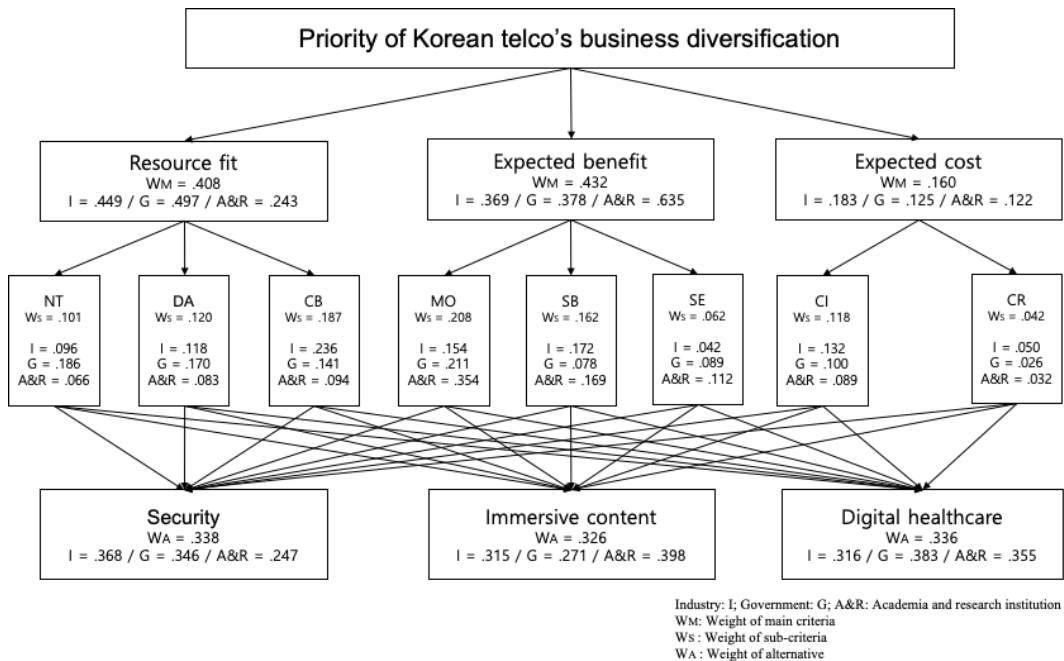 Priority of Korean telco's business diversification
Resource fit
WM = .408
I = .449 / G = .497 / A&R = .243
Expected benefit
WM = .432
I = .369 / G = .378 / A&R = .635
Expected cost
WM = .160
I = .183 / G = .125 / A&R = .122
NT
WS = .101
I = .096
G = .186
A&R = .066
DA
WS = .120
I = .118
G = .170
A&R = .083
CB
WS = .187
I = .236
G = .141
A&R = .094
MO
WS = .208
I = .154
G = .211
A&R = .354
SB
WS = .162
I = .172
G = .078
A&R = .169
SE
WS = .062
I = .042
G = .089
A&R = .112
CI
WS = .118
I = .132
G = .100
A&R = .089
CR
WS = .042
I = .050
G = .026
A&R = .032
Security
WA = .338
I = .368 / G = .346 / A&R = .247
Immersive content
WA = .326
I = .315 / G = .271 / A&R = .398
Digital healthcare
WA = .336
I = .316 / G = .383 / A&R = .355
Industry: I; Government: G; A&R: Academia and research institution
WM: Weight of main criteria
WS : Weight of sub-criteria
WA : Weight of alternative